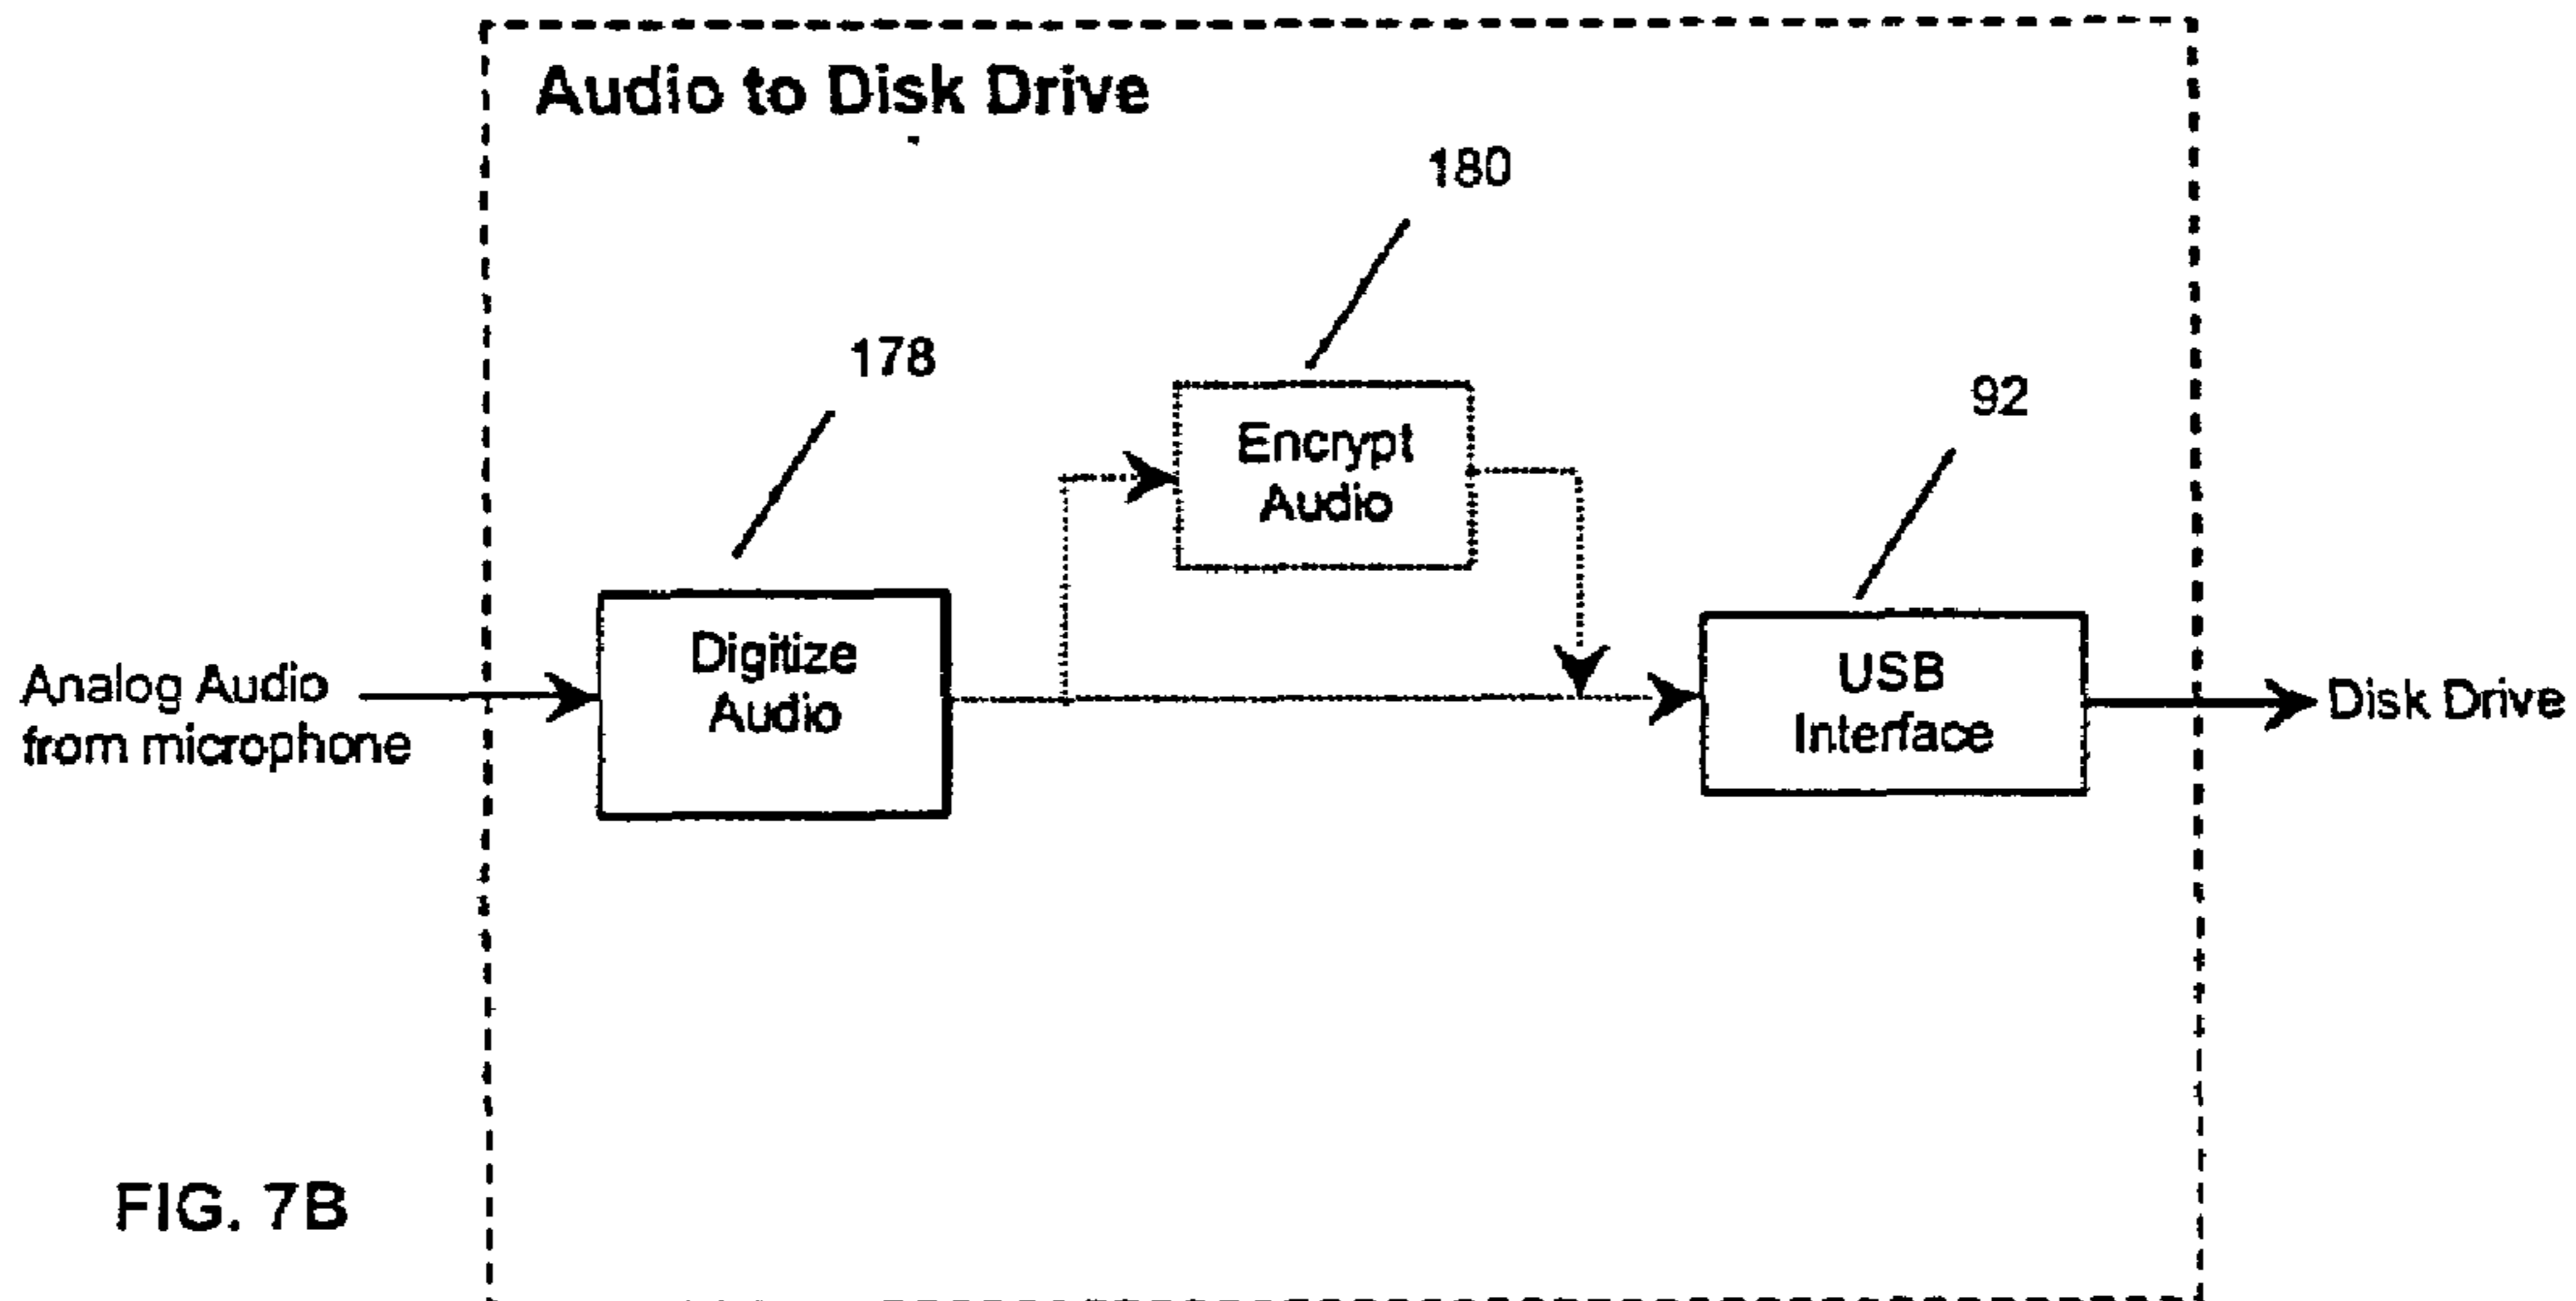 Audio to Disk Drive
180
178
92
Encrypt
Audio
Digitize
Audio
USB
Interface
Analog Audio
from microphone
Disk Drive
FIG. 7B